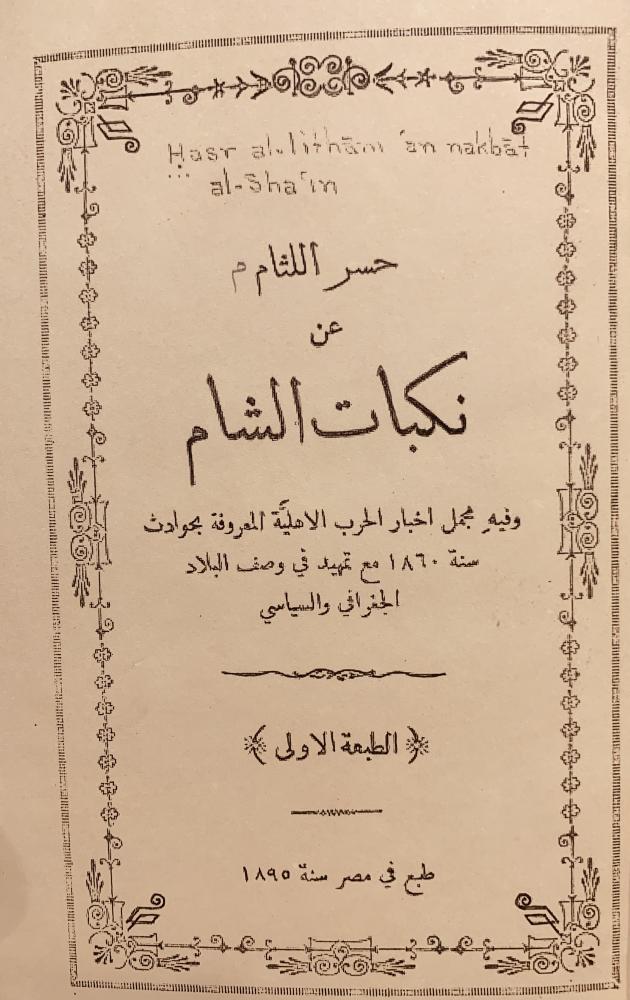 Hasr al-lithām 'an nakbāt
al-Sha'm
حسر اللثام م
عن
نكبات الشام
وفيهِ مجمل اخبار الحرب الاهليَّة المعروفة بحوادث
سنة ١٨٦٠ مع تمهيد في وصف البلاد
الجغرافي والسياسي
الطبعة الاولى
طبع في مصر سنة ١٨٩٥